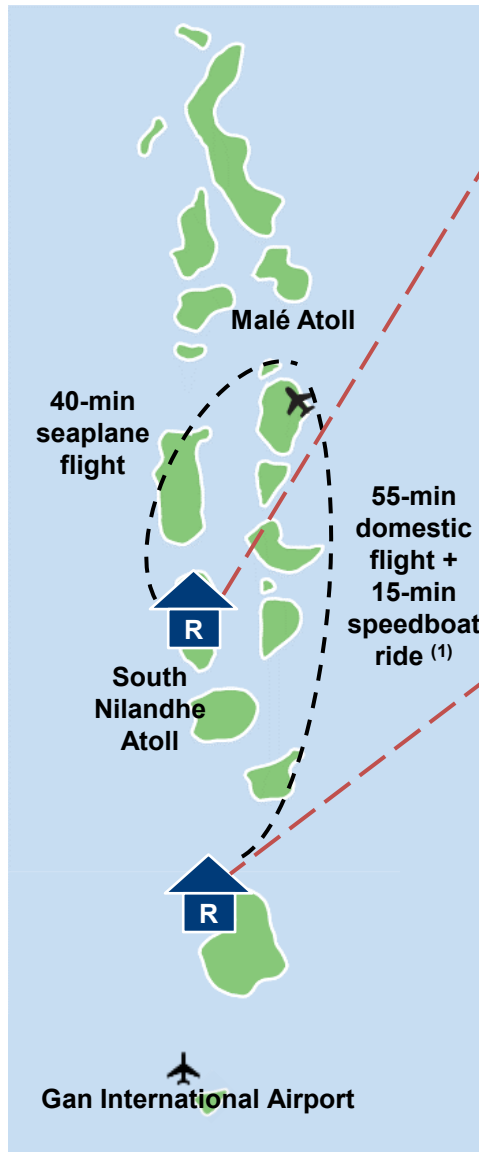 Malé Atoll
40-min
seaplane
flight
55-min
domestic
flight +
15-min
speedboat
ride (1)
R
South
Nilandhe
Atoll
R
Gan International Airport